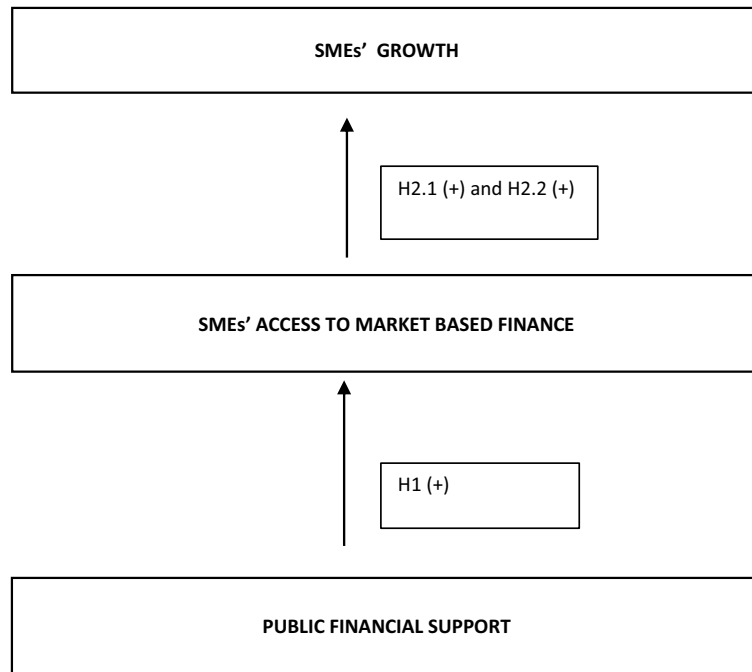 SMEs’ GROWTH
H2.1 (+) and H2.2 (+)
SMEs’ ACCESS TO MARKET BASED FINANCE
H1 (+)
PUBLIC FINANCIAL SUPPORT